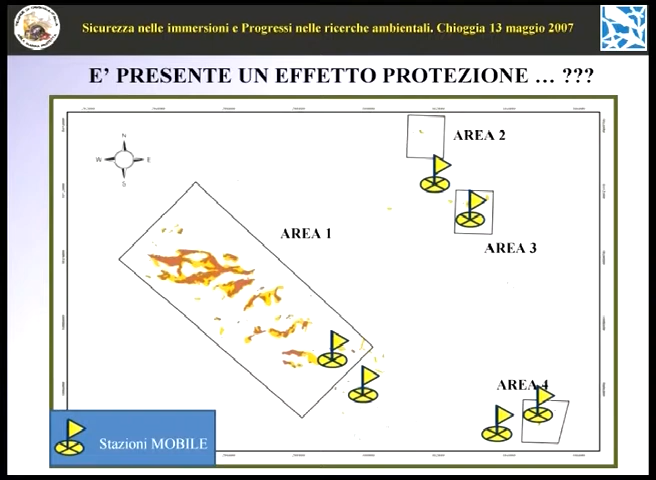 Sicurezza nelle immersioni e Progressi nelle ricerche ambientali. Chioggia 13 maggio 2007
E' PRESENTE UN EFFETTO PROTEZIONE … ???
AREA 2
N
W E
S
AREA 1
AREA 3
AREA 4
Stazioni MOBILE